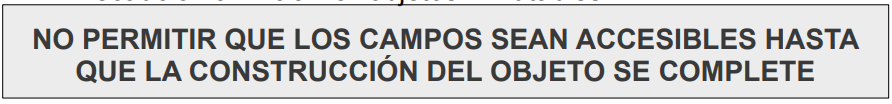 NO PERMITIR QUE LOS CAMPOS SEAN ACCESIBLES HASTA
QUE LA CONSTRUCCIÓN DEL OBJETO SE COMPLETE